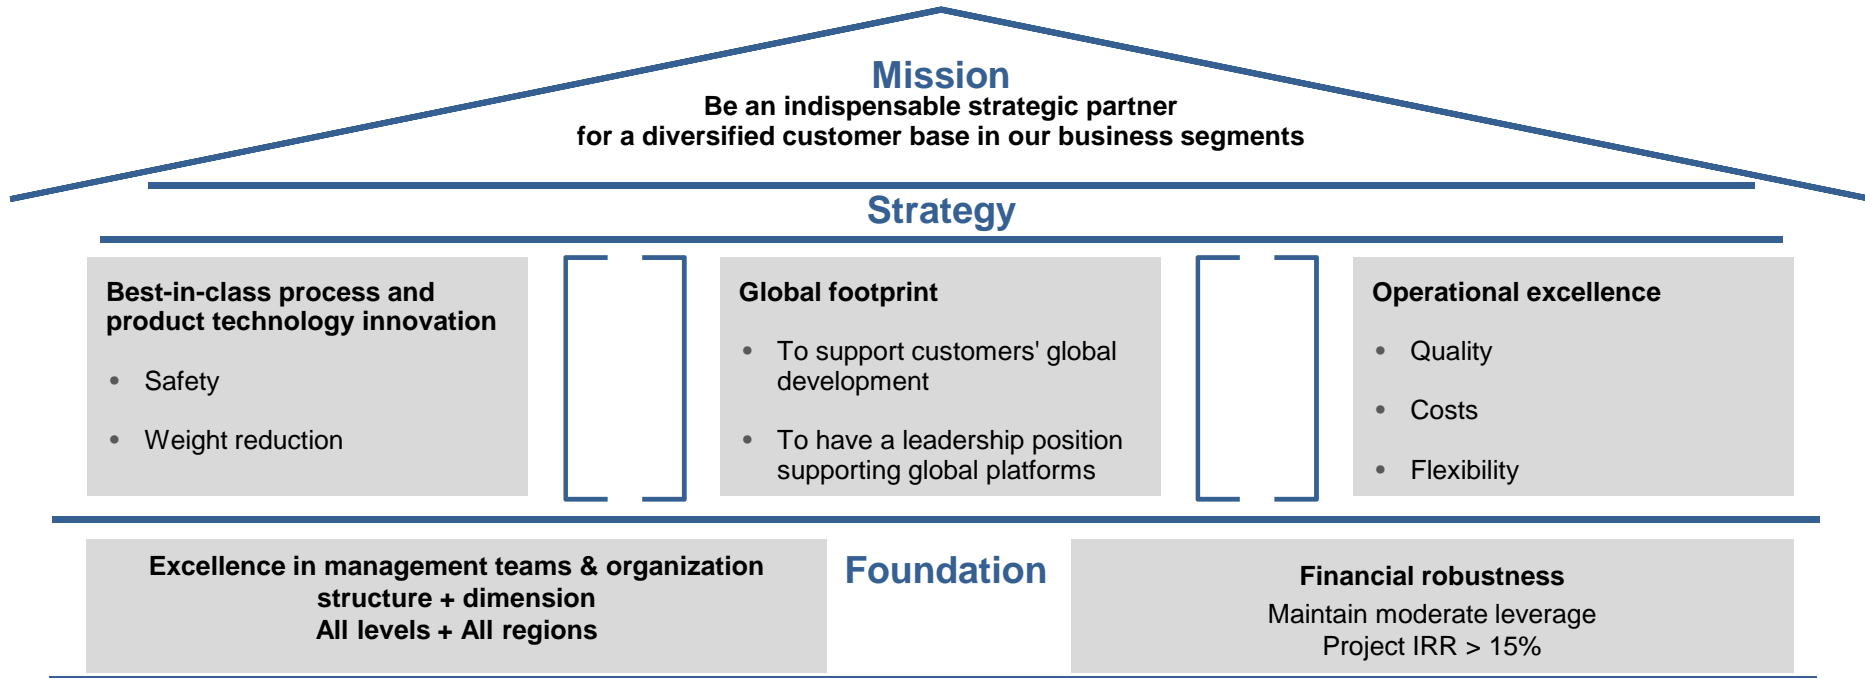 Mission
Be an indispensable strategic partner
for a diversified customer base in our business segments
Strategy
Best-in-class process and
product technology innovation
• Safety
• Weight reduction
Global footprint
• To support customers' global
development
• To have a leadership position
supporting global platforms
Operational excellence
• Quality
• Costs
• Flexibility
Excellence in management teams & organization
structure + dimension
All levels + All regions
Foundation
Financial robustness
Maintain moderate leverage
Project IRR > 15%